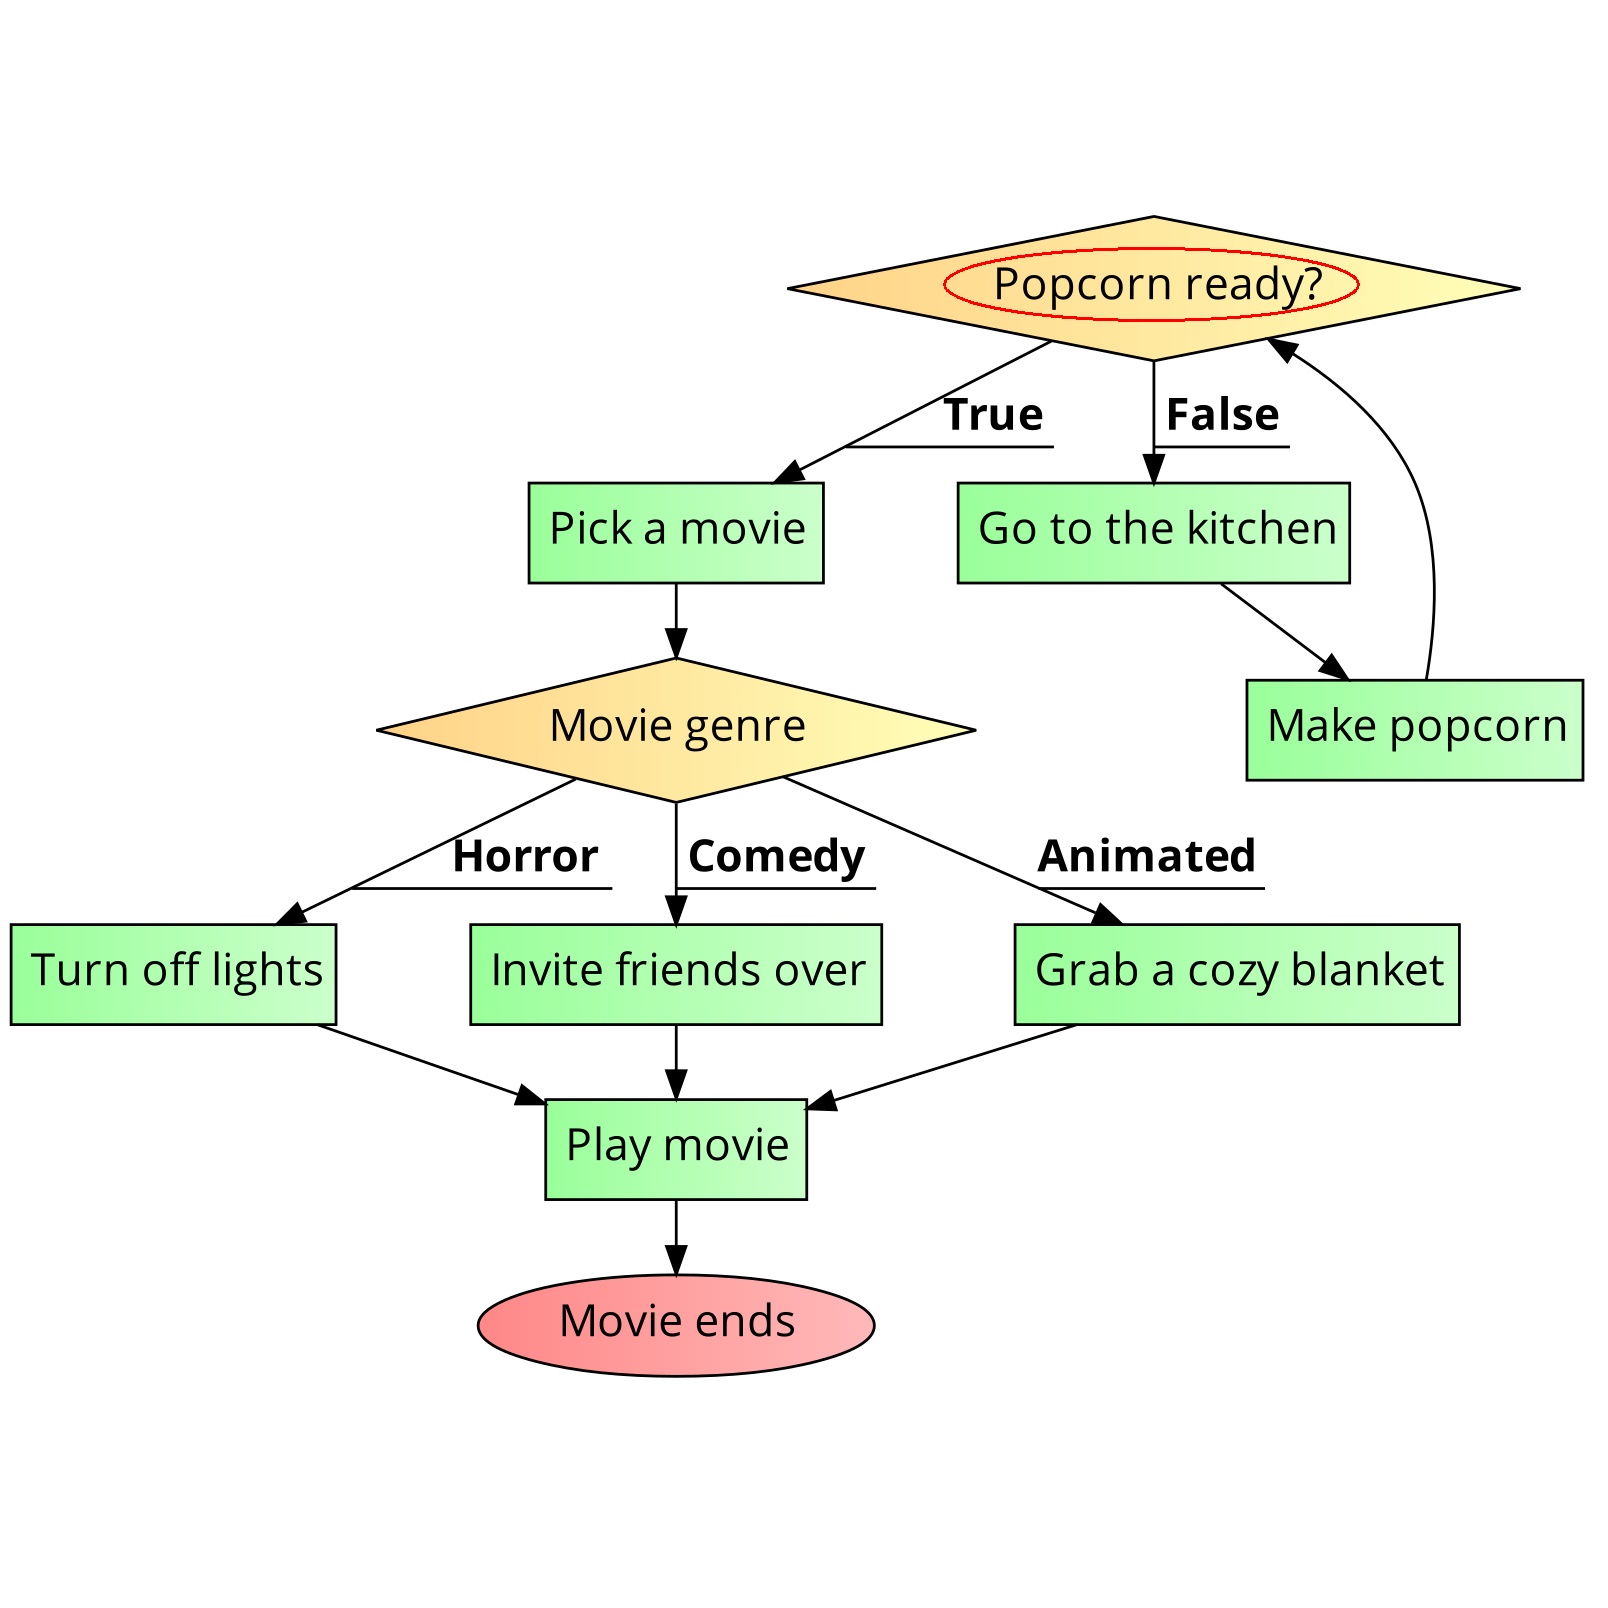 Popcorn ready?
True
False
Pick a movie
Go to the kitchen
Movie genre
Make popcorn
Horror
Comedy
Animated
Turn off lights
Invite friends over
Grab a cozy blanket
Play movie
Movie ends